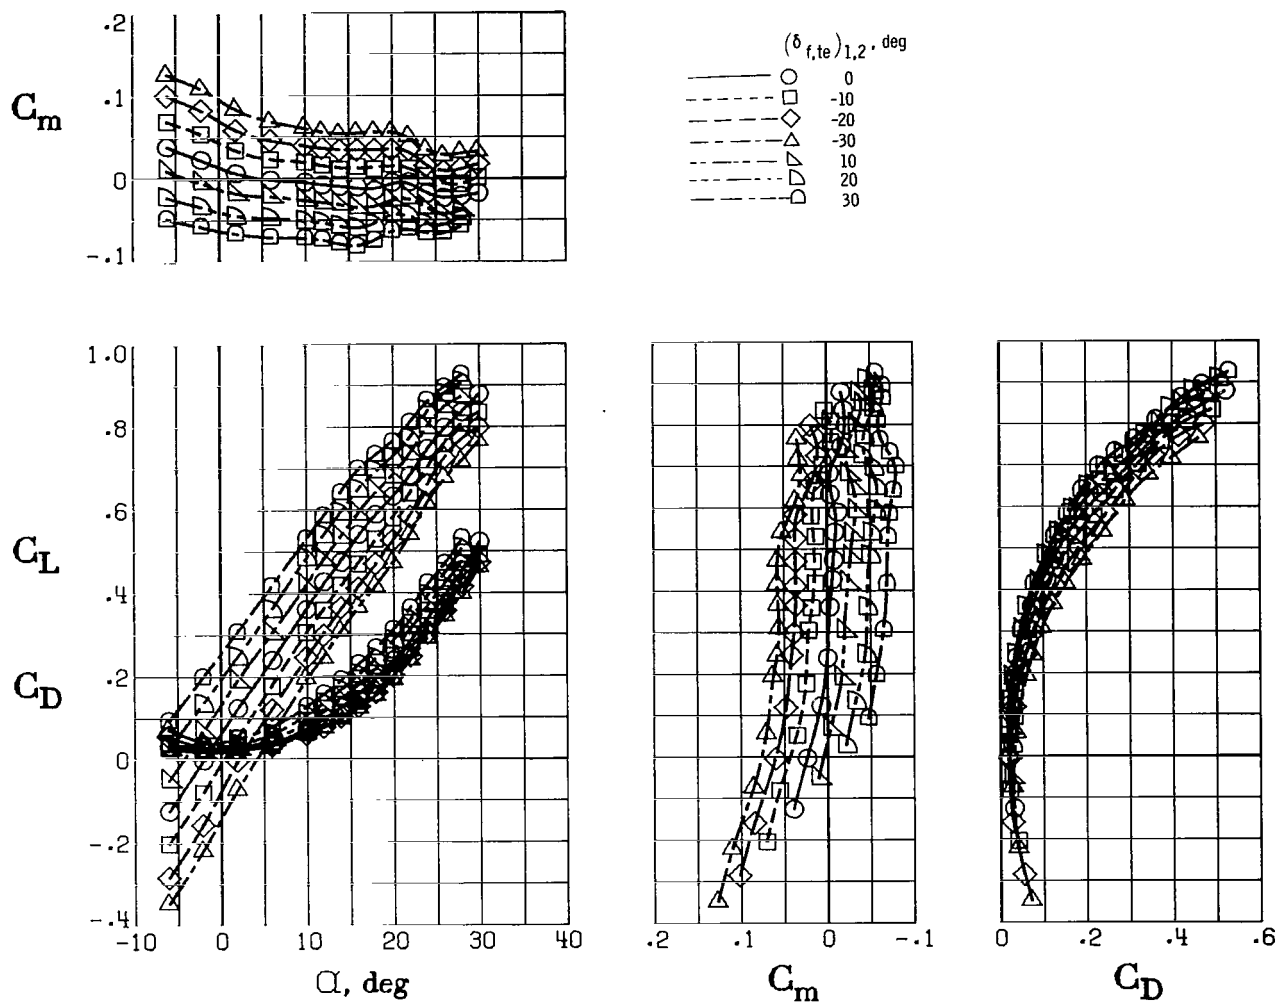 .2
.1
0
-.1
C_m
(δ_f,te)_1,2, deg
0
-10
-20
-30
10
20
30
1.0
.8
.6
.4
.2
0
-.2
-.4
C_L
C_D
-10 0 10 20 30 40
α, deg
.2 .1 0 -.1
C_m
0 .2 .4 .6
C_D